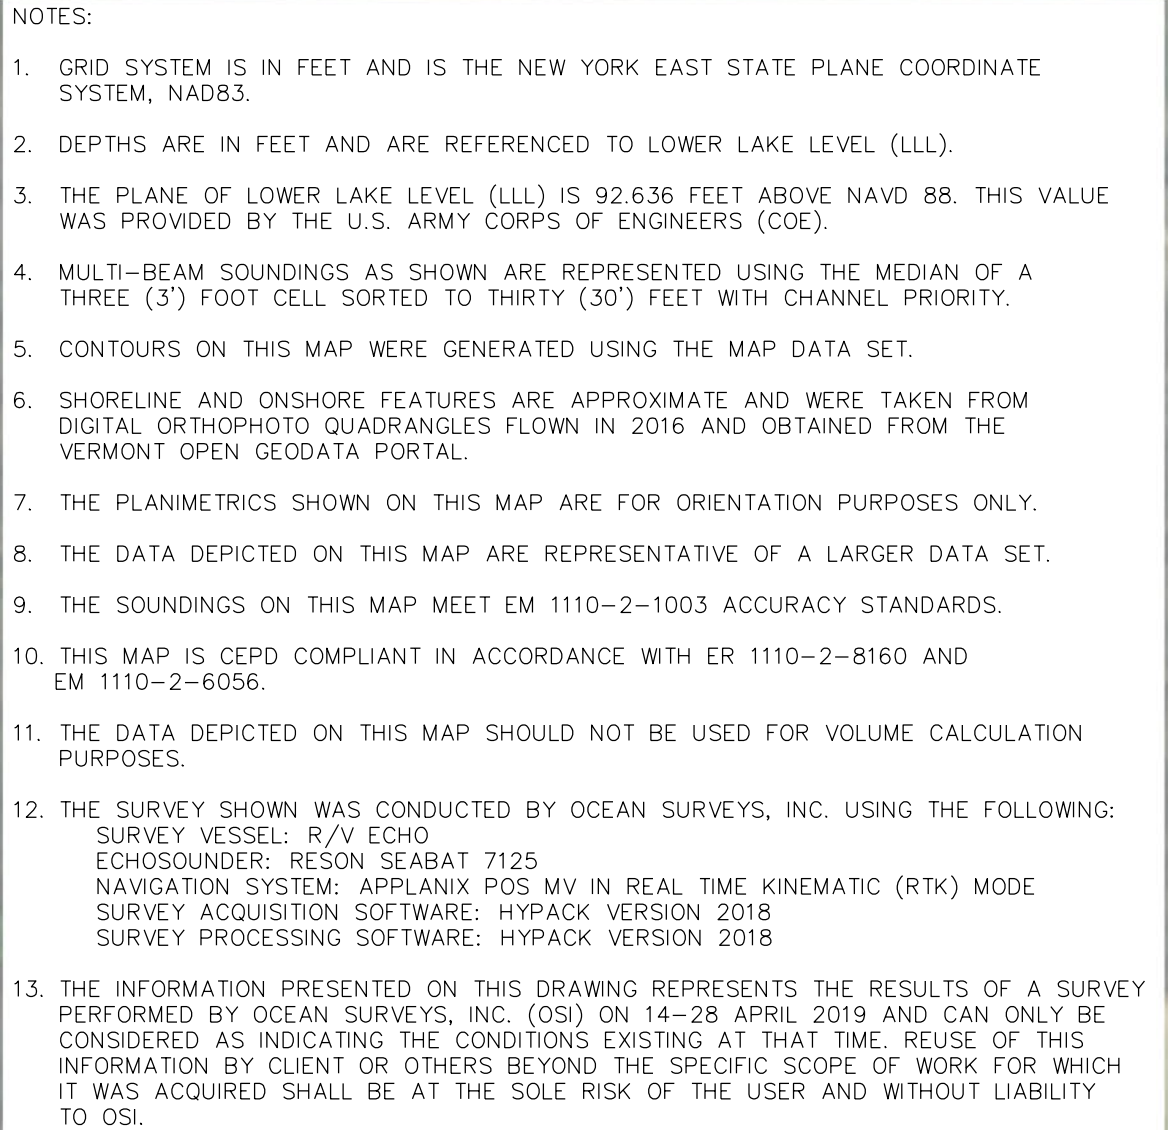 NOTES:
1. GRID SYSTEM IS IN FEET AND IS THE NEW YORK EAST STATE PLANE COORDINATE
SYSTEM, NAD83.
2. DEPTHS ARE IN FEET AND ARE REFERENCED TO LOWER LAKE LEVEL (LLL).
3. THE PLANE OF LOWER LAKE LEVEL (LLL) IS 92.636 FEET ABOVE NAVD 88. THIS VALUE
WAS PROVIDED BY THE U.S. ARMY CORPS OF ENGINEERS (COE).
4. MULTI-BEAM SOUNDINGS AS SHOWN ARE REPRESENTED USING THE MEDIAN OF A
THREE (3') FOOT CELL SORTED TO THIRTY (30') FEET WITH CHANNEL PRIORITY.
5. CONTOURS ON THIS MAP WERE GENERATED USING THE MAP DATA SET.
6. SHORELINE AND ONSHORE FEATURES ARE APPROXIMATE AND WERE TAKEN FROM
DIGITAL ORTHOPHOTO QUADRANGLES FLOWN IN 2016 AND OBTAINED FROM THE
VERMONT OPEN GEODATA PORTAL.
7. THE PLANIMETRICS SHOWN ON THIS MAP ARE FOR ORIENTATION PURPOSES ONLY.
8. THE DATA DEPICTED ON THIS MAP ARE REPRESENTATIVE OF A LARGER DATA SET.
9. THE SOUNDINGS ON THIS MAP MEET EM 1110-2-1003 ACCURACY STANDARDS.
10. THIS MAP IS CEPD COMPLIANT IN ACCORDANCE WITH ER 1110-2-8160 AND
EM 1110-2-6056.
11. THE DATA DEPICTED ON THIS MAP SHOULD NOT BE USED FOR VOLUME CALCULATION
PURPOSES.
12. THE SURVEY SHOWN WAS CONDUCTED BY OCEAN SURVEYS, INC. USING THE FOLLOWING:
SURVEY VESSEL: R/V ECHO
ECHOSOUNDER: RESON SEABAT 7125
NAVIGATION SYSTEM: APPLANIX POS MV IN REAL TIME KINEMATIC (RTK) MODE
SURVEY ACQUISITION SOFTWARE: HYPACK VERSION 2018
SURVEY PROCESSING SOFTWARE: HYPACK VERSION 2018
13. THE INFORMATION PRESENTED ON THIS DRAWING REPRESENTS THE RESULTS OF A SURVEY
PERFORMED BY OCEAN SURVEYS, INC. (OSI) ON 14-28 APRIL 2019 AND CAN ONLY BE
CONSIDERED AS INDICATING THE CONDITIONS EXISTING AT THAT TIME. REUSE OF THIS
INFORMATION BY CLIENT OR OTHERS BEYOND THE SPECIFIC SCOPE OF WORK FOR WHICH
IT WAS ACQUIRED SHALL BE AT THE SOLE RISK OF THE USER AND WITHOUT LIABILITY
TO OSI.